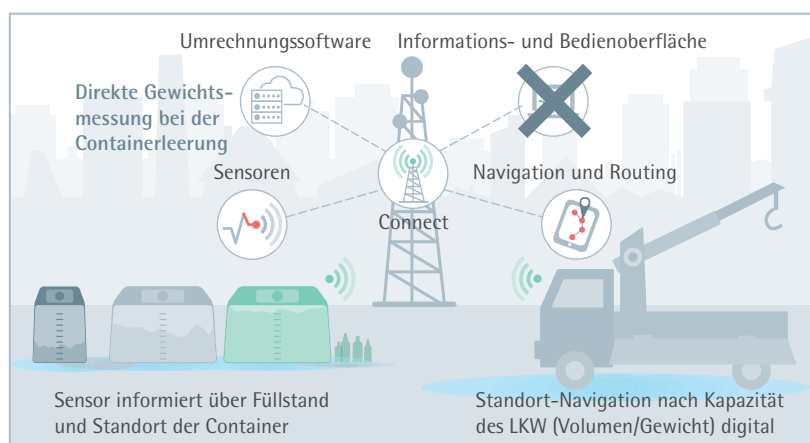 Umrechnungssoftware
Informations- und Bedienoberfläche
Direkte Gewichts-
messung bei der
Containerleerung
Sensoren
Connect
Navigation und Routing
Sensor informiert über Füllstand
und Standort der Container
Standort-Navigation nach Kapazität
des LKW (Volumen/Gewicht) digital